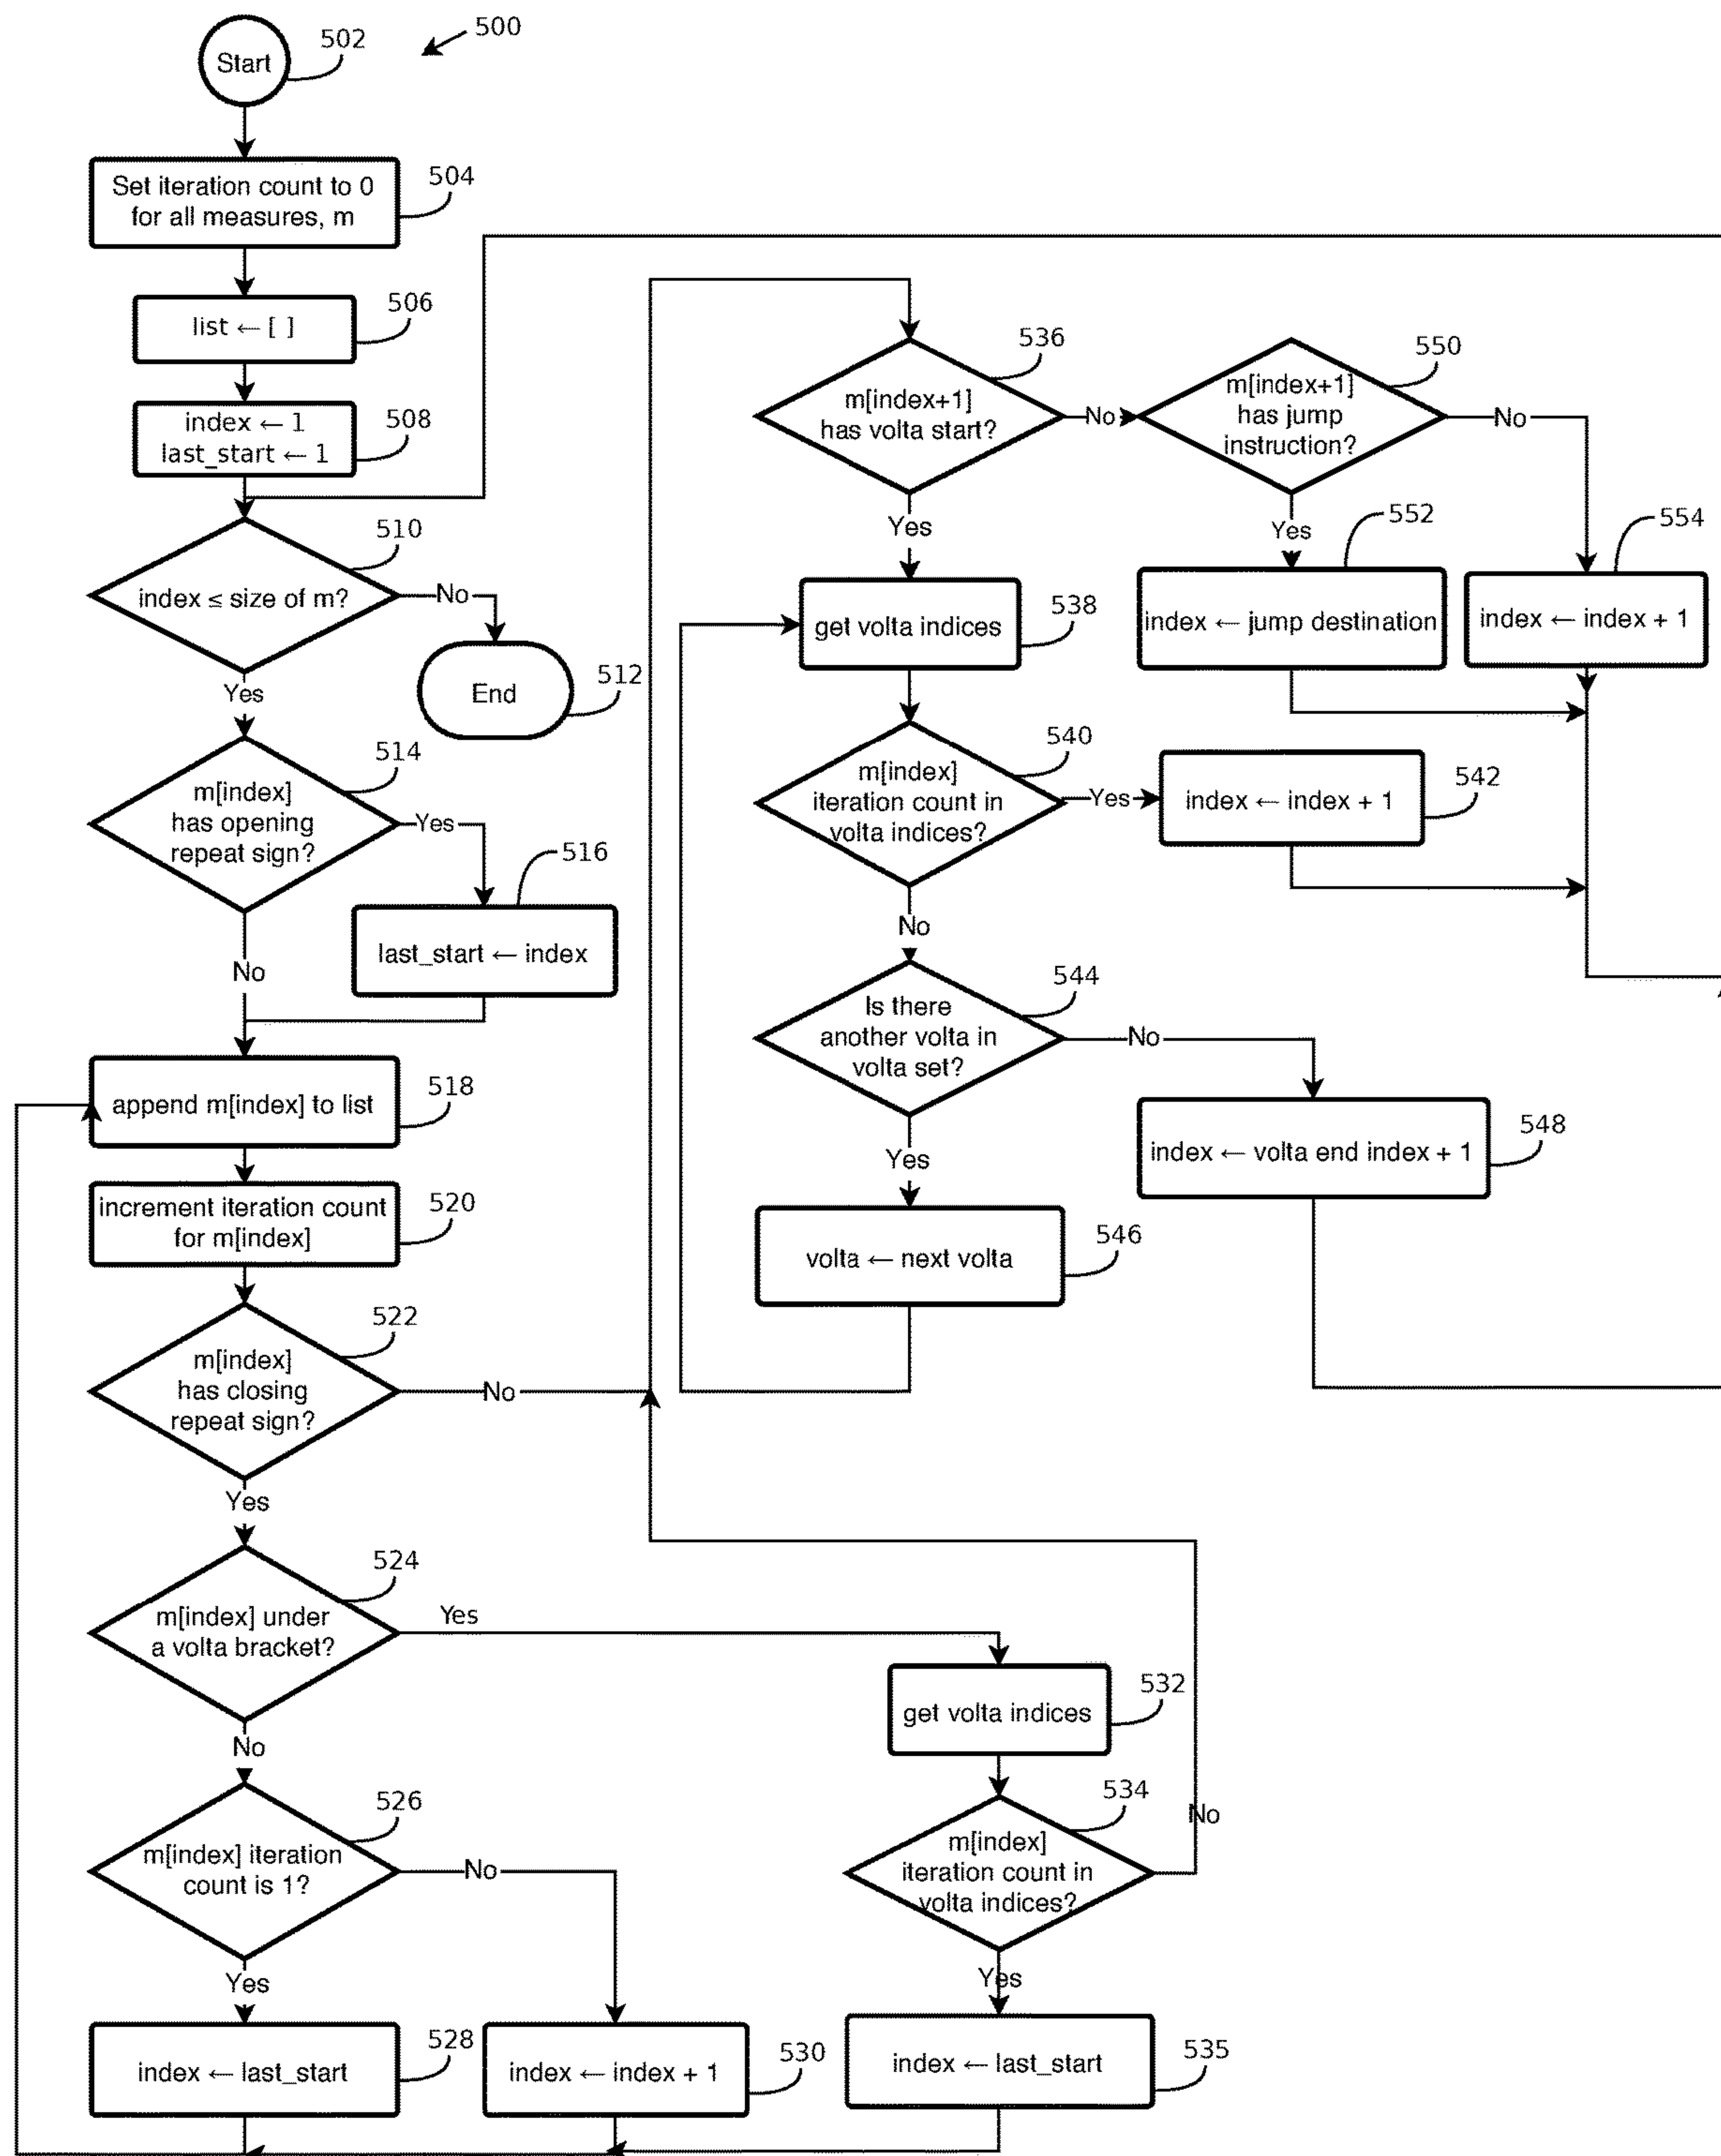 500
Start
502
Set iteration count to 0
for all measures, m
504
list ← [ ]
506
index ← 1
last_start ← 1
508
index ≤ size of m?
510
No
End
512
Yes
m[index]
has opening
repeat sign?
514
Yes
last_start ← index
516
No
append m[index] to list
518
increment iteration count
for m[index]
520
m[index]
has closing
repeat sign?
522
No
Yes
m[index] under
a volta bracket?
524
Yes
No
m[index] iteration
count is 1?
526
No
Yes
index ← last_start
528
index ← index + 1
530
get volta indices
532
m[index]
iteration count in
volta indices?
534
No
Yes
index ← last_start
535
m[index+1]
has volta start?
536
No
Yes
get volta indices
538
m[index]
iteration count in
volta indices?
540
Yes
index ← index + 1
542
No
Is there
another volta in
volta set?
544
No
Yes
volta ← next volta
546
index ← volta end index + 1
548
m[index+1]
has jump
instruction?
550
No
Yes
index ← jump destination
552
index ← index + 1
554